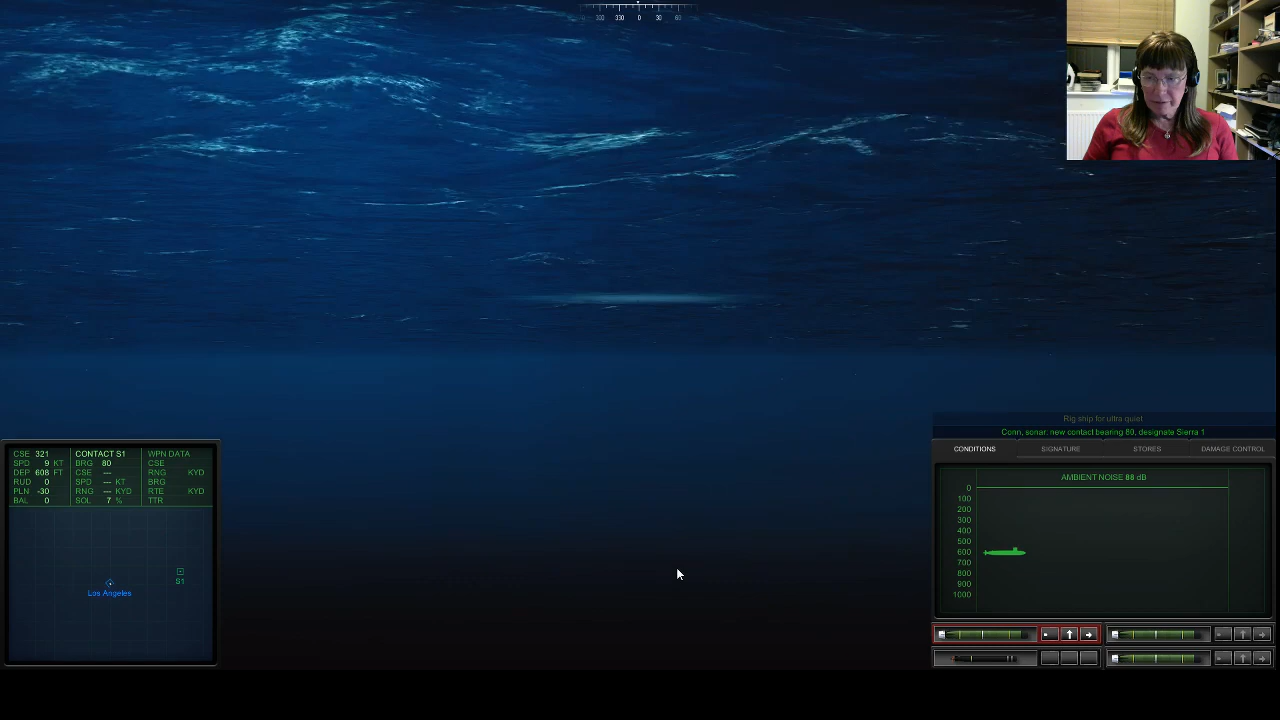 300 330 0 30 60
Rig ship for ultra quiet
Conn, sonar: new contact bearing 80, designate Sierra 1
CSE 321
SPD 9 KT
DEP 608 FT
RUD 0
PLN -30
BAL 0
CONTACT S1
BRG 80
CSE ---
SPD --- KT
RNG --- KYD
SOL 7 %
WPN DATA
CSE
RNG KYD
BRG
RTE KYD
TTR
S1
Los Angeles
CONDITIONS SIGNATURE STORES DAMAGE CONTROL
AMBIENT NOISE 88 dB
0
100
200
300
400
500
600
700
800
900
1000